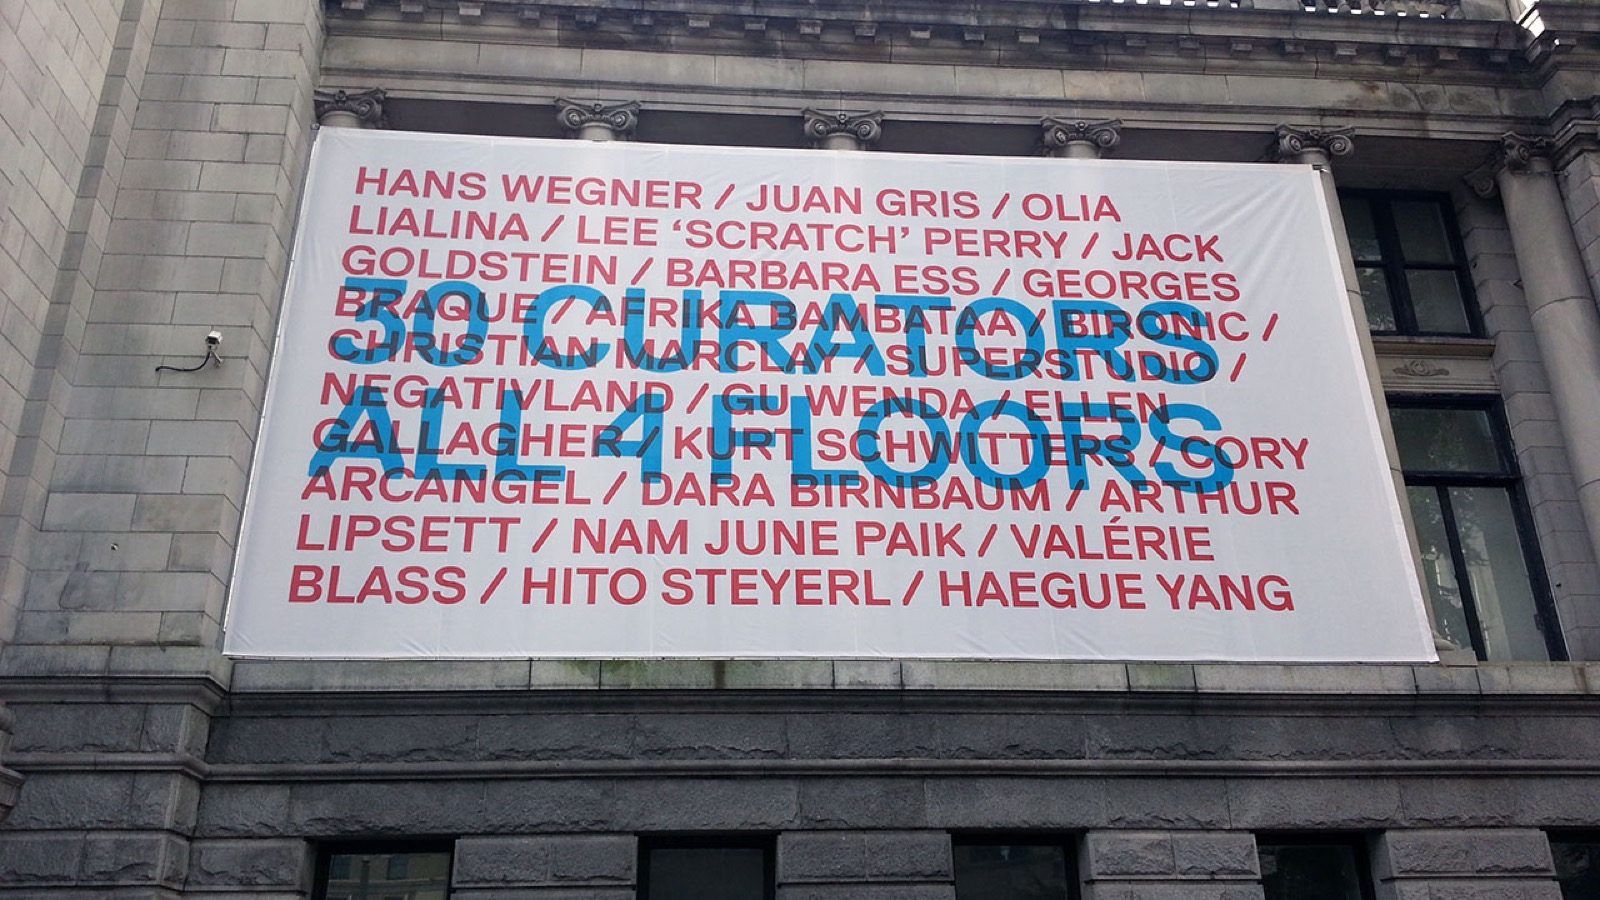 HANS WEGNER / JUAN GRIS / OLIA
LIALINA / LEE ‘SCRATCH’ PERRY / JACK
GOLDSTEIN / BARBARA ESS / GEORGES
BRAQUE / AFRIKA BAMBATAA / BIRONIC /
CHRISTIAN MARCLAY / SUPERSTUDIO /
NEGATIVLAND / GU WENDA / ELLEN
GALLAGHER / KURT SCHWITTERS / CORY
ARCANGEL / DARA BIRNBAUM / ARTHUR
LIPSETT / NAM JUNE PAIK / VALÉRIE
BLASS / HITO STEYERL / HAEGUE YANG
30 CURATORS
ALL 4 FLOORS